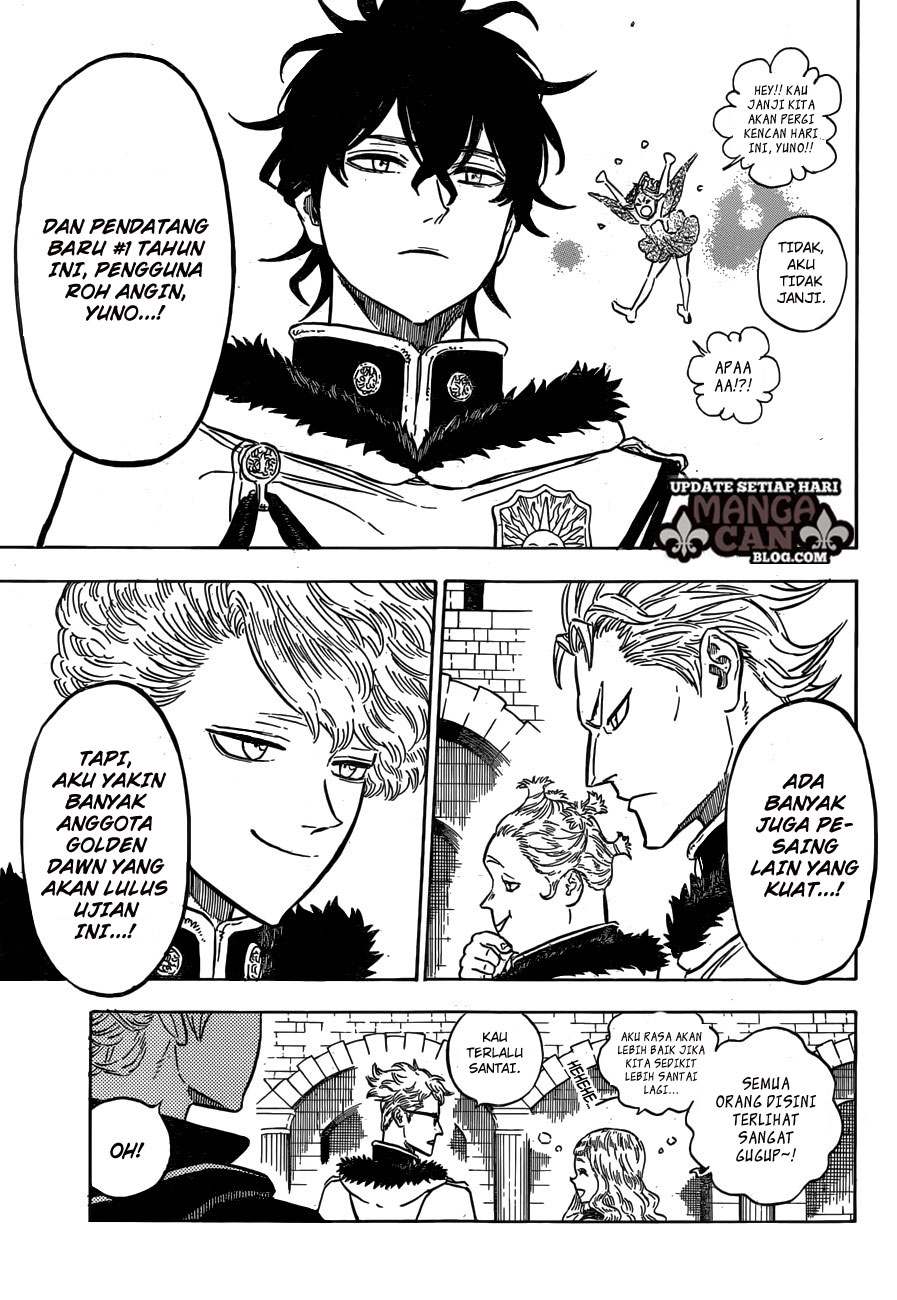 HEY!! KAU
JANJI KITA
AKAN PERGI
KENCAN HARI
INI, YUNO!!
TIDAK,
AKU
TIDAK
JANJI.
APAA
AA!?!
DAN PENDATANG
BARU #1 TAHUN
INI, PENGGUNA
ROH ANGIN,
YUNO...!
UPDATE SETIAP HARI
MANGA
CAN
BLOG.COM
ADA
BANYAK
JUGA PE-
SAING
LAIN YANG
KUAT...!
TAPI,
AKU YAKIN
BANYAK
ANGGOTA
GOLDEN
DAWN YANG
AKAN LULUS
UJIAN
INI...!
SEMUA
ORANG DISINI
TERLIHAT
SANGAT
GUGUP~!
AKU RASA AKAN
LEBIH BAIK JIKA
KITA SEDIKIT
LEBIH SANTAI
LAGI...
HEHEHE...
KAU
TERLALU
SANTAI.
OH!